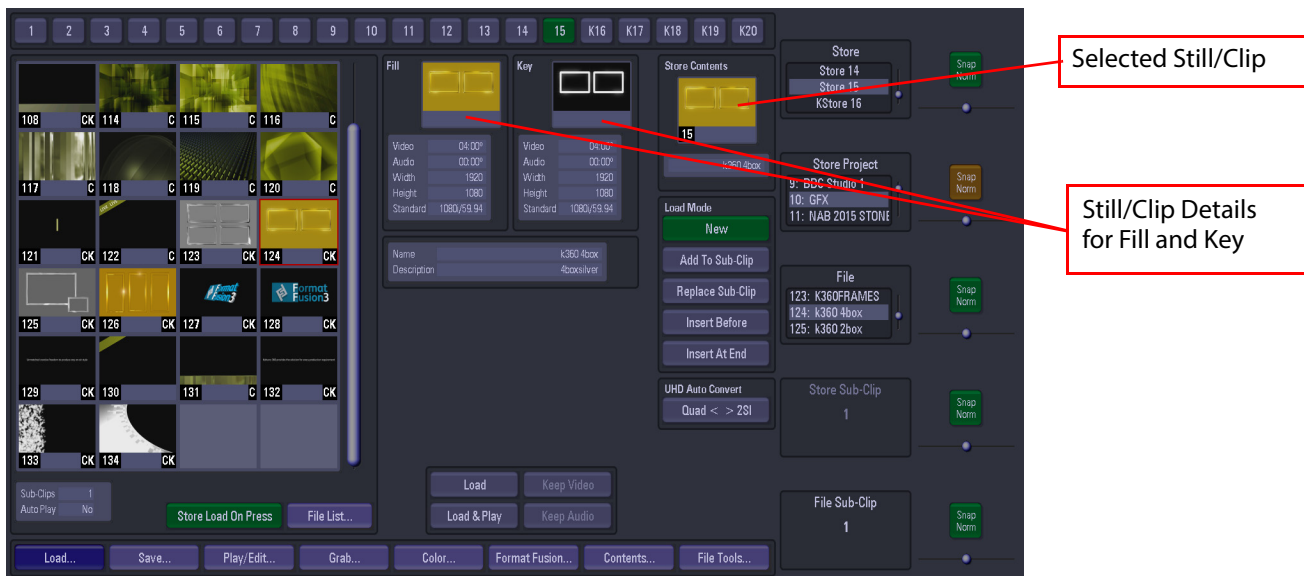 1 2 3 4 5 6 7 8 9 10 11 12 13 14 15 K16 K17 K18 K19 K20
108 CK 114 C 115 C 116 C
117 C 118 C 119 C 120 C
121 CK 122 C 123 CK 124 CK
Format Fusion3
Format Fusion3
125 CK 126 CK 127 CK 128 CK
129 CK 130 131 C 132 CK
133 CK 134 CK
Sub-Clips 1
Auto Play No
Store Load On Press
File List...
Fill
Video 04:00
Audio 00:00
Width 1920
Height 1080
Standard 1080i/59.94
Key
Video 04:00
Audio 00:00
Width 1920
Height 1080
Standard 1080i/59.94
Name k360 4box
Description 4boxsilver
Load
Keep Video
Load & Play
Keep Audio
Store Contents
15
k360 4box
Load Mode
New
Add To Sub-Clip
Replace Sub-Clip
Insert Before
Insert At End
UHD Auto Convert
Quad < > 2SI
Store
Store 14
Store 15
KStore 16
Snap Norm
Store Project
9: BBC Studio 1
10: GFX
11: NAB 2015 STONE
Snap Norm
File
123: K360FRAMES
124: k360 4box
125: k360 2box
Snap Norm
Store Sub-Clip
1
Snap Norm
File Sub-Clip
1
Snap Norm
Load... Save... Play/Edit... Grab... Color... Format Fusion... Contents... File Tools...
Selected Still/Clip
Still/Clip Details
for Fill and Key